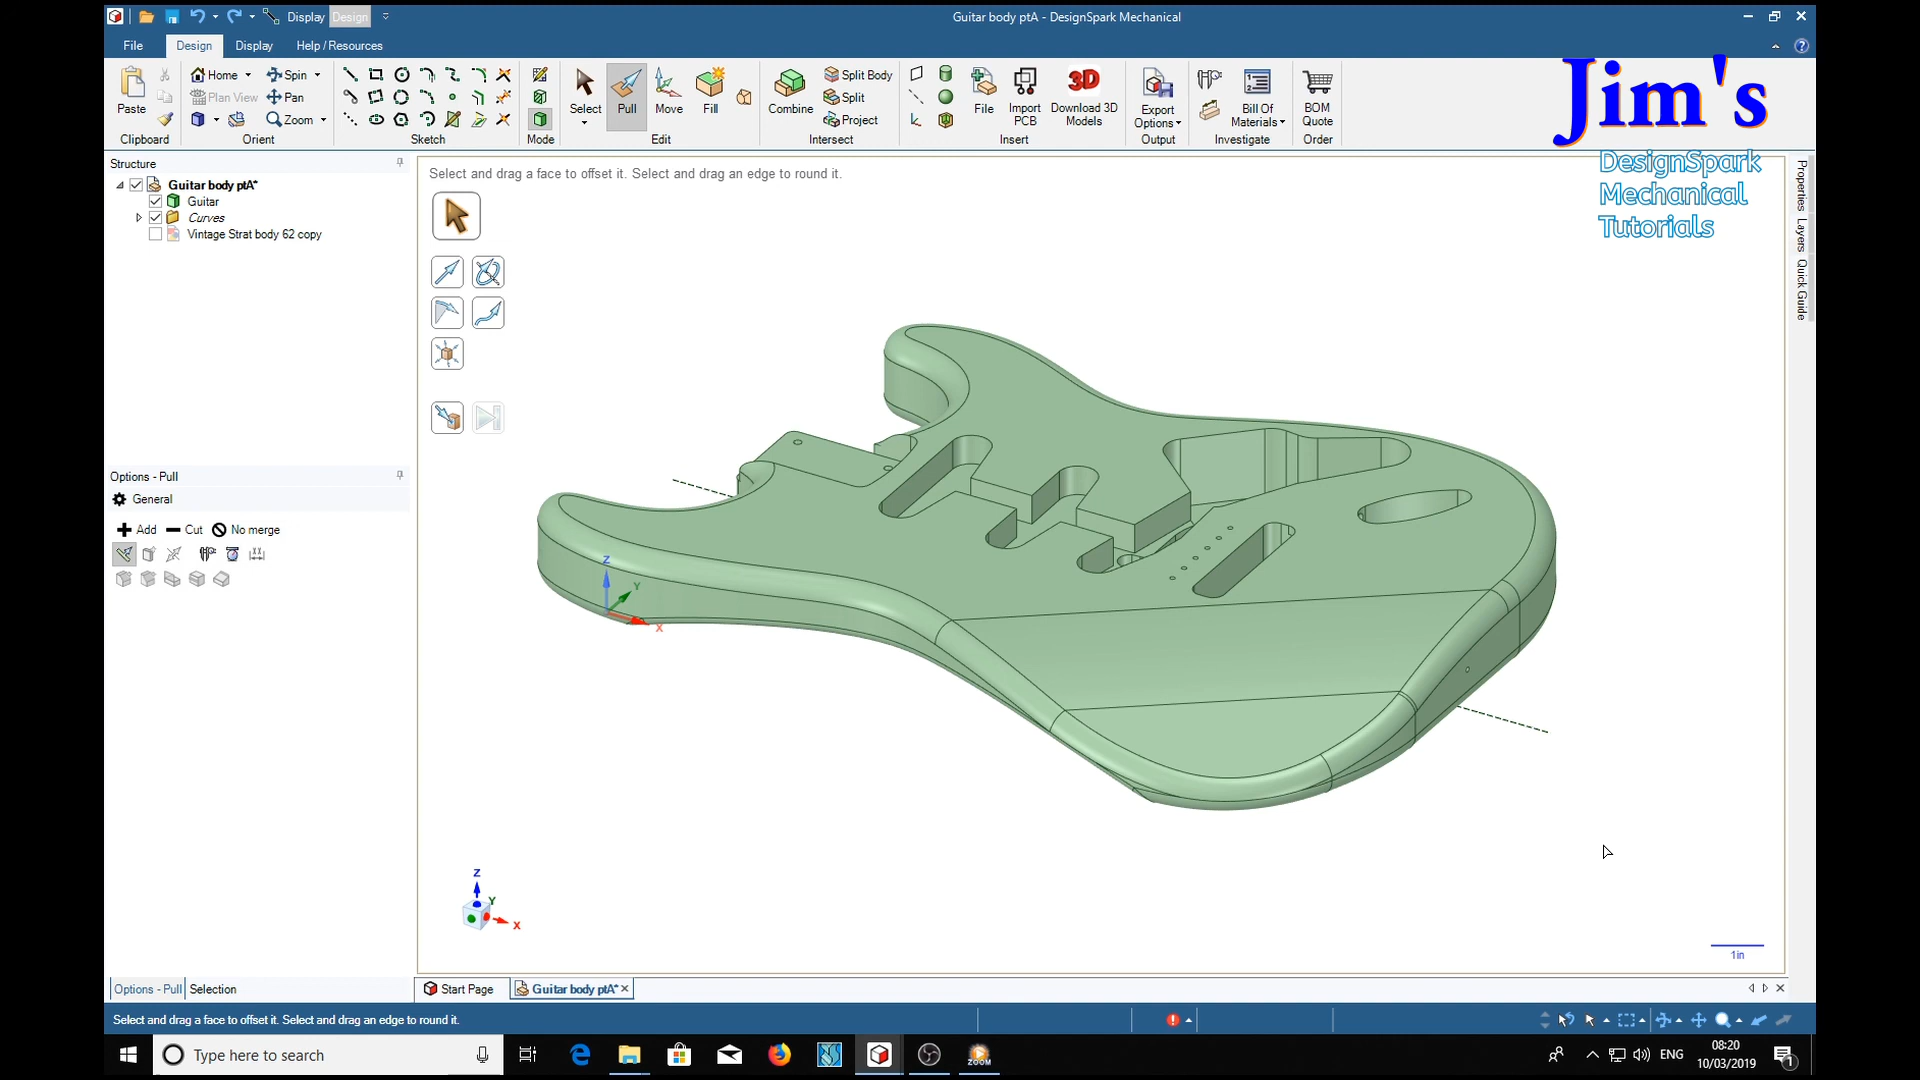 Display Design
Guitar body ptA - DesignSpark Mechanical
File Design Display Help / Resources
Home Spin
Plan View Pan
Zoom
Paste
Select Pull Move Fill
Combine
Split Body
Split
Project
File Import PCB Download 3D Models
Export Options
Bill Of Materials
BOM Quote
Clipboard Orient Sketch Mode Edit Intersect Insert Output Investigate Order
Jim's
DesignSpark
Mechanical
Tutorials
Properties
Layers
Quick Guide
Structure
Guitar body ptA*
Guitar
Curves
Vintage Strat body 62 copy
Select and drag a face to offset it. Select and drag an edge to round it.
Options - Pull
General
Add Cut No merge
Z
Y
X
Z
Y
X
1in
Options - Pull Selection
Start Page Guitar body ptA*
Select and drag a face to offset it. Select and drag an edge to round it.
Type here to search
ZOOM
ENG
08:20
10/03/2019
1